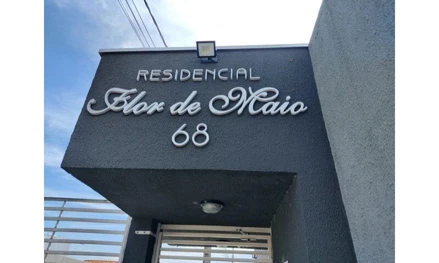 RESIDENCIAL
Flor de Maio
68